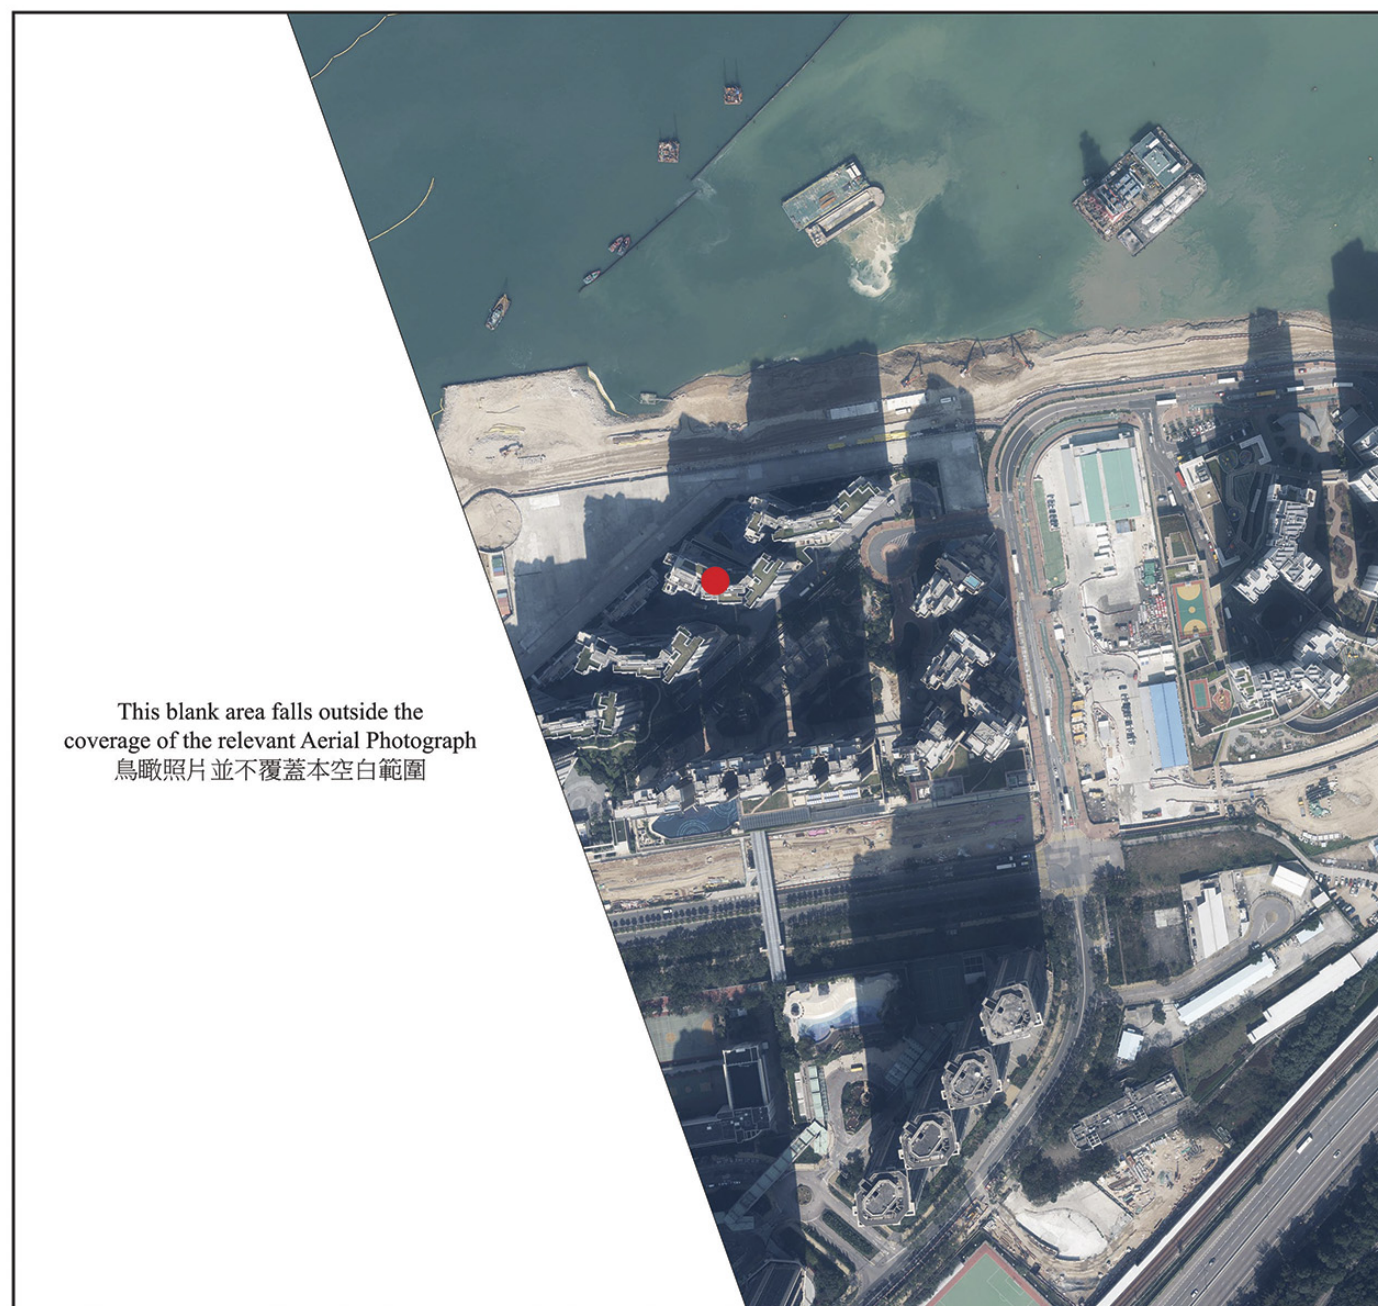 This blank area falls outside the
coverage of the relevant Aerial Photograph
鳥瞰照片並不覆蓋本空白範圍